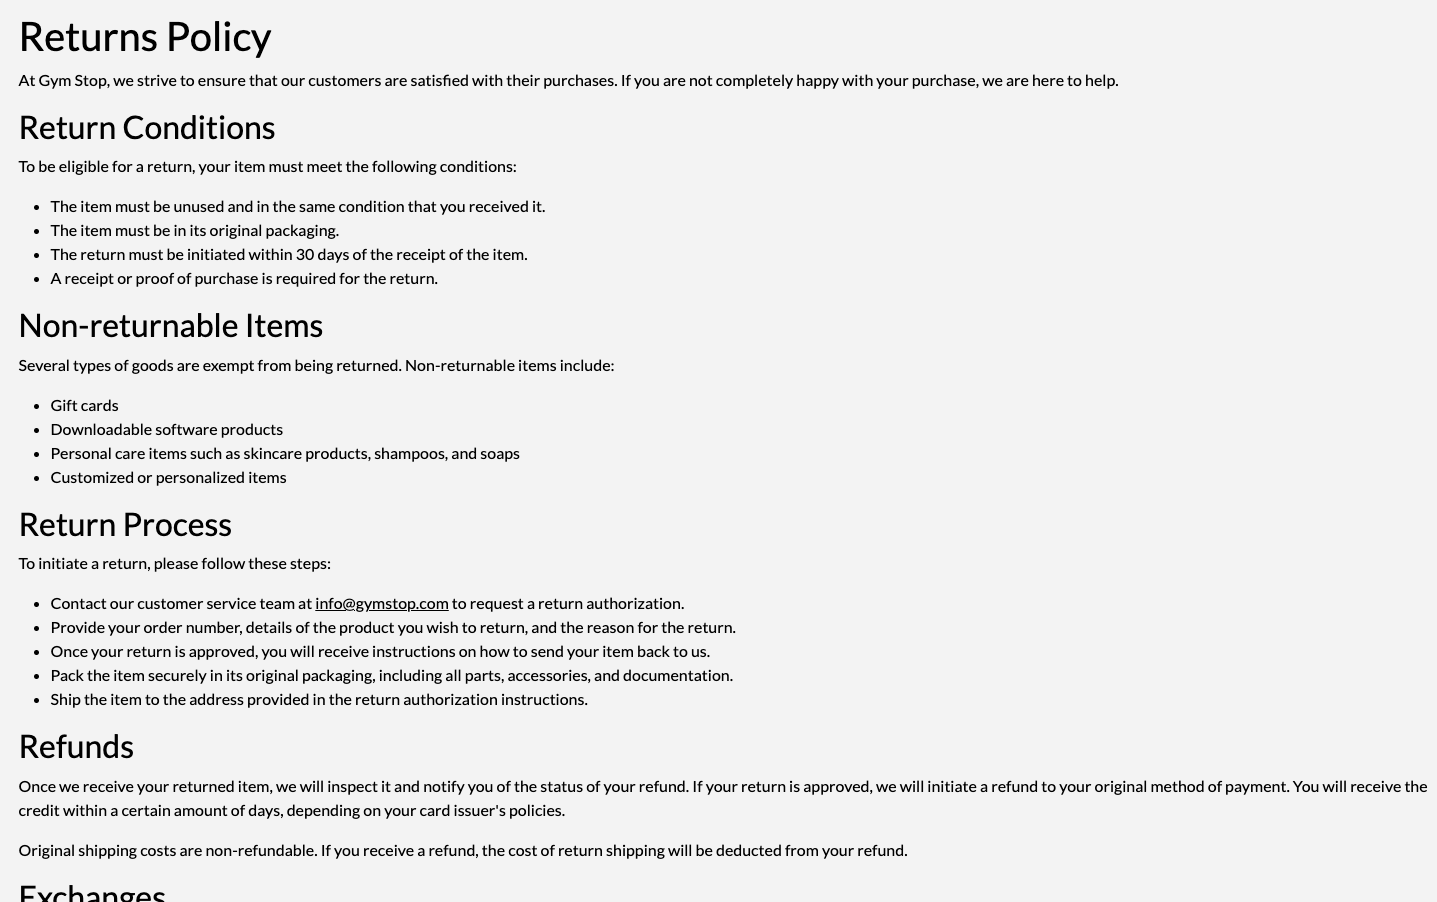 Returns Policy
At Gym Stop, we strive to ensure that our customers are satisfied with their purchases. If you are not completely happy with your purchase, we are here to help.
Return Conditions
To be eligible for a return, your item must meet the following conditions:
• The item must be unused and in the same condition that you received it.
• The item must be in its original packaging.
• The return must be initiated within 30 days of the receipt of the item.
• A receipt or proof of purchase is required for the return.
Non-returnable Items
Several types of goods are exempt from being returned. Non-returnable items include:
• Gift cards
• Downloadable software products
• Personal care items such as skincare products, shampoos, and soaps
• Customized or personalized items
Return Process
To initiate a return, please follow these steps:
• Contact our customer service team at info@gymstop.com to request a return authorization.
• Provide your order number, details of the product you wish to return, and the reason for the return.
• Once your return is approved, you will receive instructions on how to send your item back to us.
• Pack the item securely in its original packaging, including all parts, accessories, and documentation.
• Ship the item to the address provided in the return authorization instructions.
Refunds
Once we receive your returned item, we will inspect it and notify you of the status of your refund. If your return is approved, we will initiate a refund to your original method of payment. You will receive the
credit within a certain amount of days, depending on your card issuer's policies.
Original shipping costs are non-refundable. If you receive a refund, the cost of return shipping will be deducted from your refund.
Exchanges